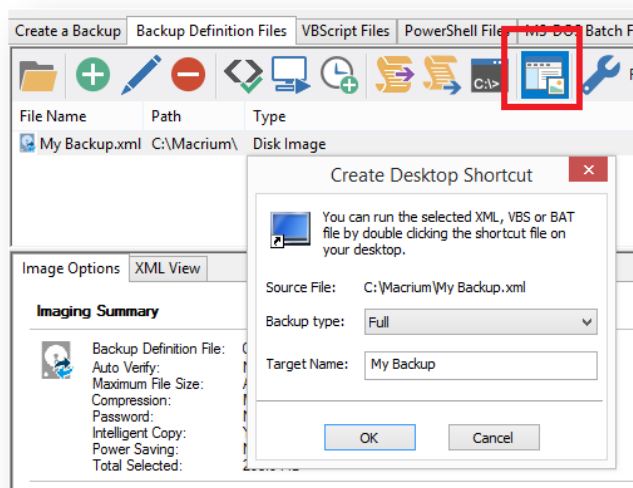 Create a Backup Backup Definition Files VBScript Files PowerShell Files MS-DOS Batch F
C:\>
File Name Path Type
My Backup.xml C:\Macrium\ Disk Image
Create Desktop Shortcut
You can run the selected XML, VBS or BAT
file by double clicking the shortcut file on
your desktop.
Source File: C:\Macrium\My Backup.xml
Backup type: Full
Target Name: My Backup
OK Cancel
Image Options XML View
Imaging Summary
Backup Definition File:
Auto Verify:
Maximum File Size:
Compression:
Password:
Intelligent Copy:
Power Saving:
Total Selected: